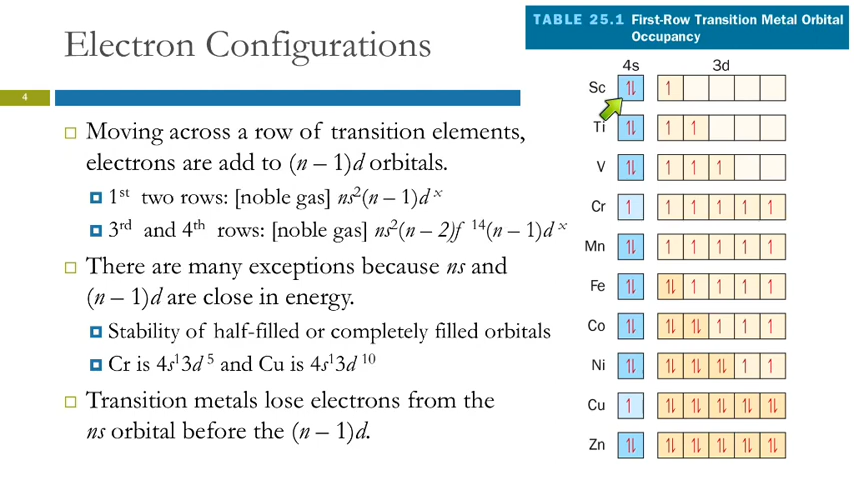 TABLE 25.1 First-Row Transition Metal Orbital
Occupancy
Electron Configurations
4
Moving across a row of transition elements,
electrons are add to (n – 1)d orbitals.
1st two rows: [noble gas] ns²(n – 1)d ˣ
3rd and 4th rows: [noble gas] ns²(n – 2)f ¹⁴(n – 1)d ˣ
There are many exceptions because ns and
(n – 1)d are close in energy.
Stability of half-filled or completely filled orbitals
Cr is 4s¹3d ⁵ and Cu is 4s¹3d ¹⁰
Transition metals lose electrons from the
ns orbital before the (n – 1)d.
4s 3d
Sc ⥮ ↿
Ti ⥮ ↿ ↿
V ⥮ ↿ ↿ ↿
Cr ↿ ↿ ↿ ↿ ↿ ↿
Mn ⥮ ↿ ↿ ↿ ↿ ↿
Fe ⥮ ⥮ ↿ ↿ ↿ ↿
Co ⥮ ⥮ ⥮ ↿ ↿ ↿
Ni ⥮ ⥮ ⥮ ⥮ ↿ ↿
Cu ↿ ⥮ ⥮ ⥮ ⥮ ⥮
Zn ⥮ ⥮ ⥮ ⥮ ⥮ ⥮